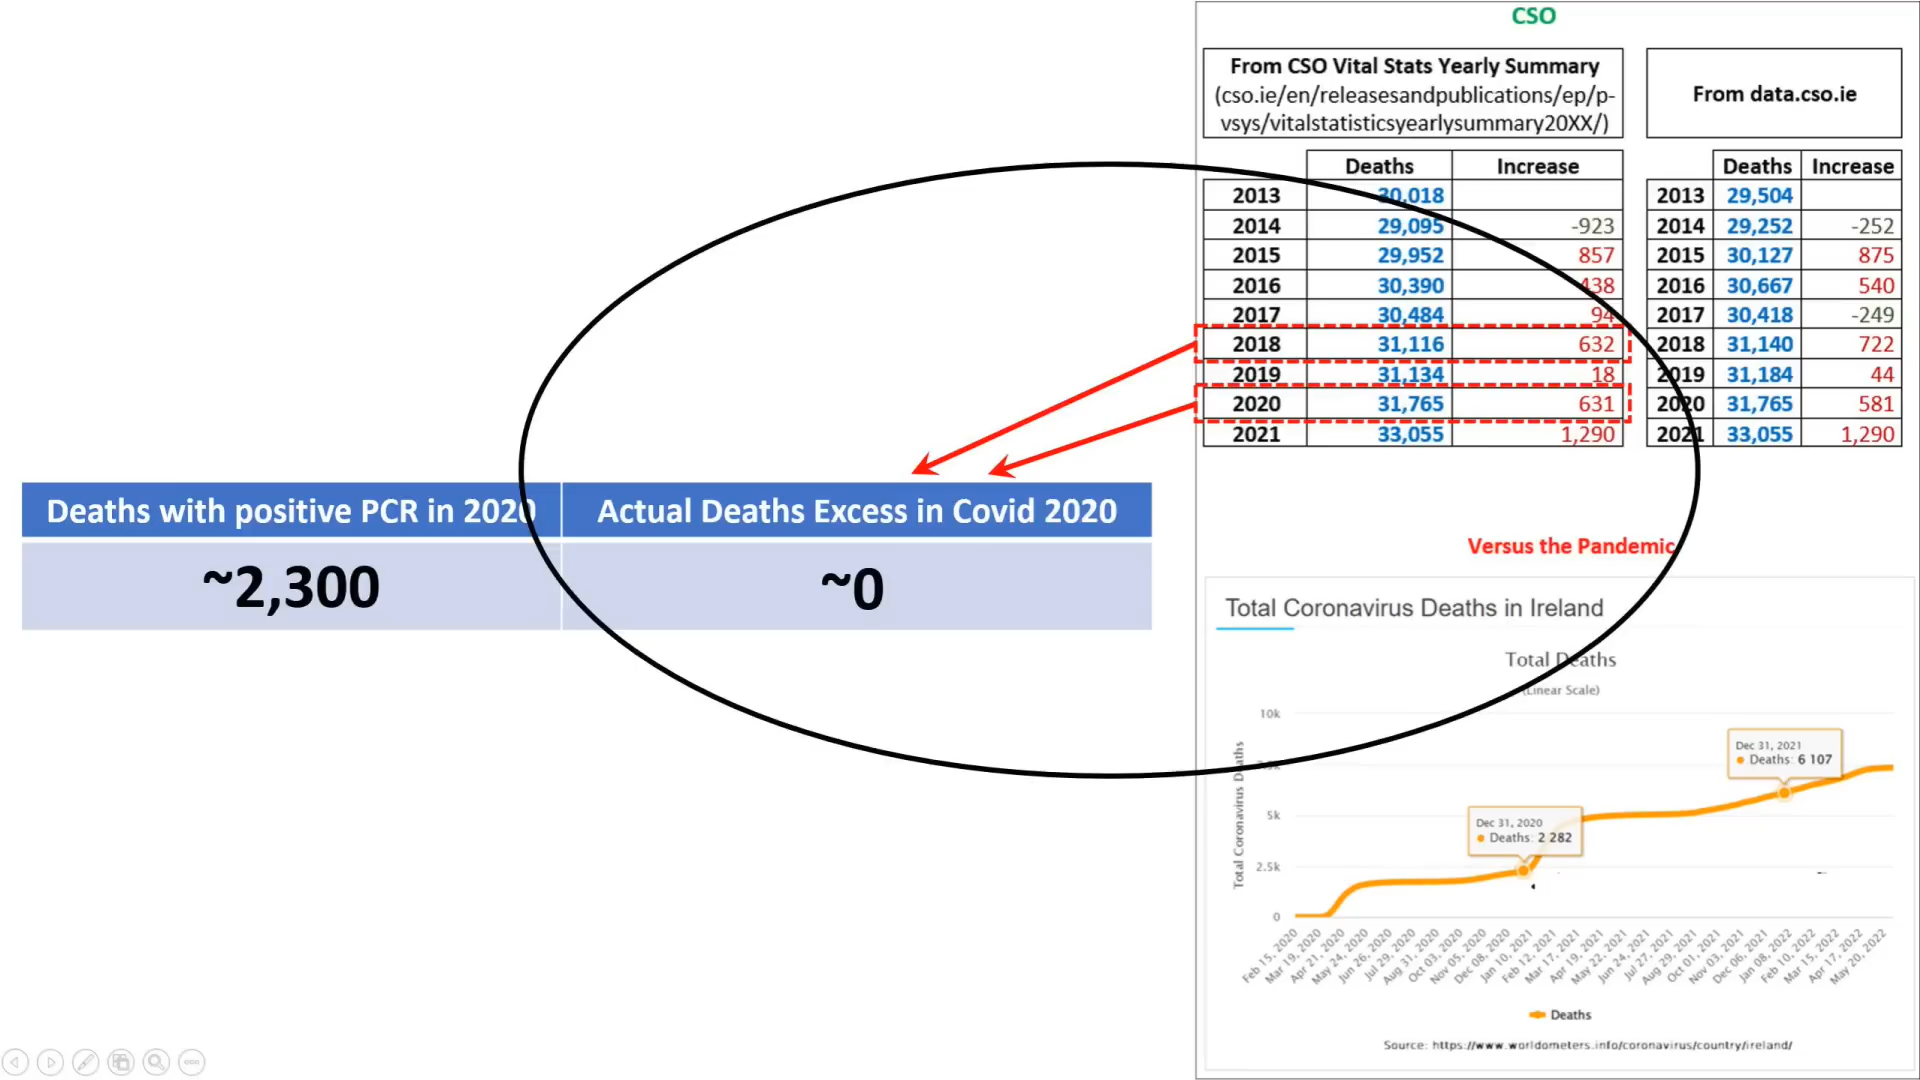 CSO
From CSO Vital Stats Yearly Summary
(cso.ie/en/releasesandpublications/ep/p-
vsys/vitalstatisticsyearlysummary20XX/)
From data.cso.ie
Deaths Increase
2013 30,018
2014 29,095 -923
2015 29,952 857
2016 30,390 438
2017 30,484 94
2018 31,116 632
2019 31,134 18
2020 31,765 631
2021 33,055 1,290
Deaths Increase
2013 29,504
2014 29,252 -252
2015 30,127 875
2016 30,667 540
2017 30,418 -249
2018 31,140 722
2019 31,184 44
2020 31,765 581
2021 33,055 1,290
Deaths with positive PCR in 2020 Actual Deaths Excess in Covid 2020
~2,300 ~0
Versus the Pandemic
Total Coronavirus Deaths in Ireland
Total Deaths
(Linear Scale)
Total Coronavirus Deaths
10k
7.5k
5k
2.5k
0
Dec 31, 2021
Deaths: 6 107
Dec 31, 2020
Deaths: 2 282
Feb 15, 2020
Mar 19, 2020
Apr 21, 2020
May 24, 2020
Jun 26, 2020
Jul 29, 2020
Aug 31, 2020
Oct 03, 2020
Nov 05, 2020
Dec 08, 2020
Jan 10, 2021
Feb 12, 2021
Mar 17, 2021
Apr 19, 2021
May 22, 2021
Jun 24, 2021
Jul 27, 2021
Aug 29, 2021
Oct 01, 2021
Nov 03, 2021
Dec 06, 2021
Jan 08, 2022
Feb 10, 2022
Mar 15, 2022
Apr 17, 2022
May 20, 2022
Deaths
Source: https://www.worldometers.info/coronavirus/country/ireland/